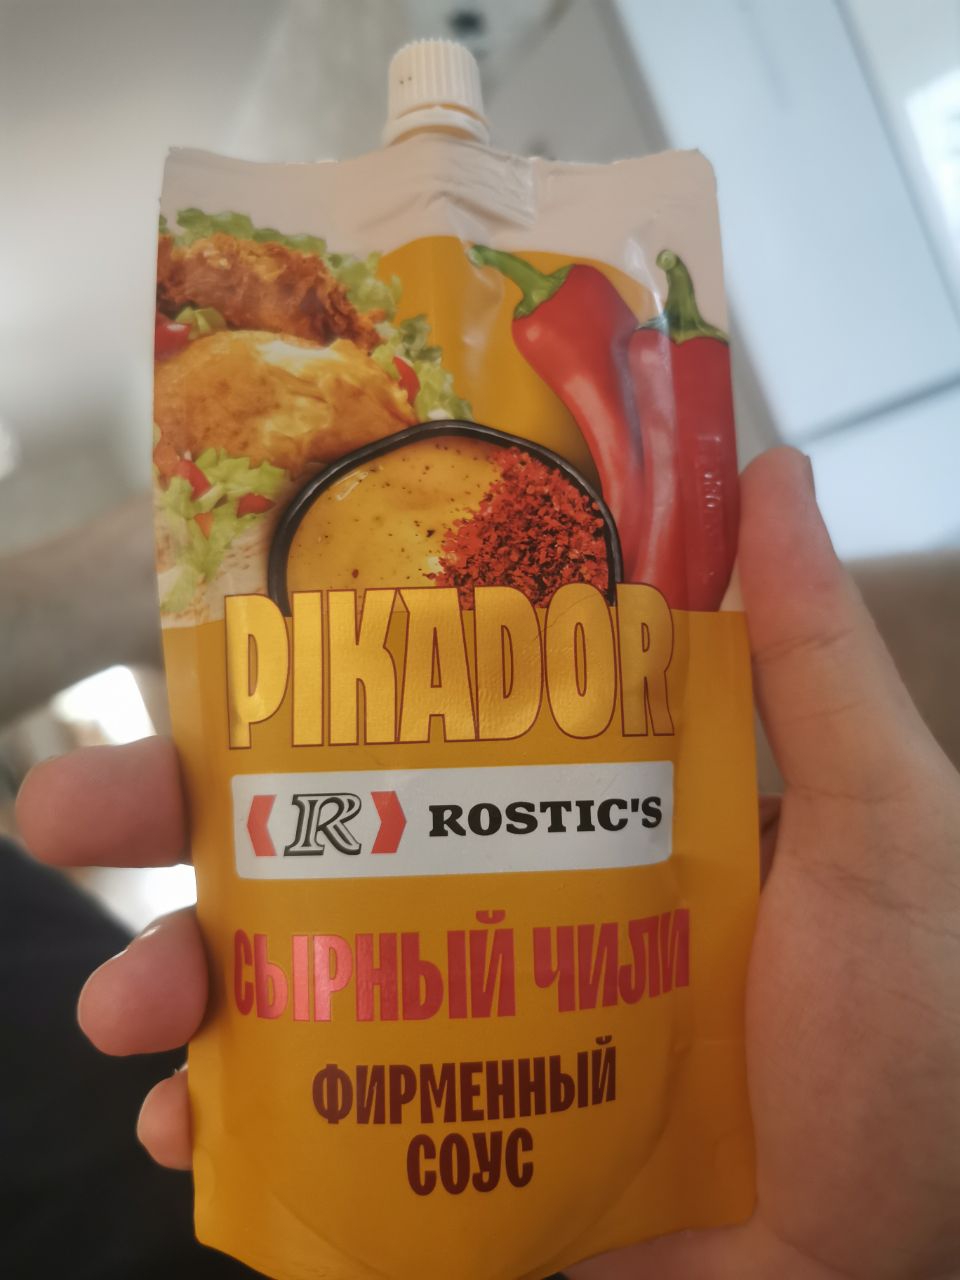 PIKADOR
R ROSTIC'S
СЫРНЫЙ ЧИЛИ
ФИРМЕННЫЙ
СОУС